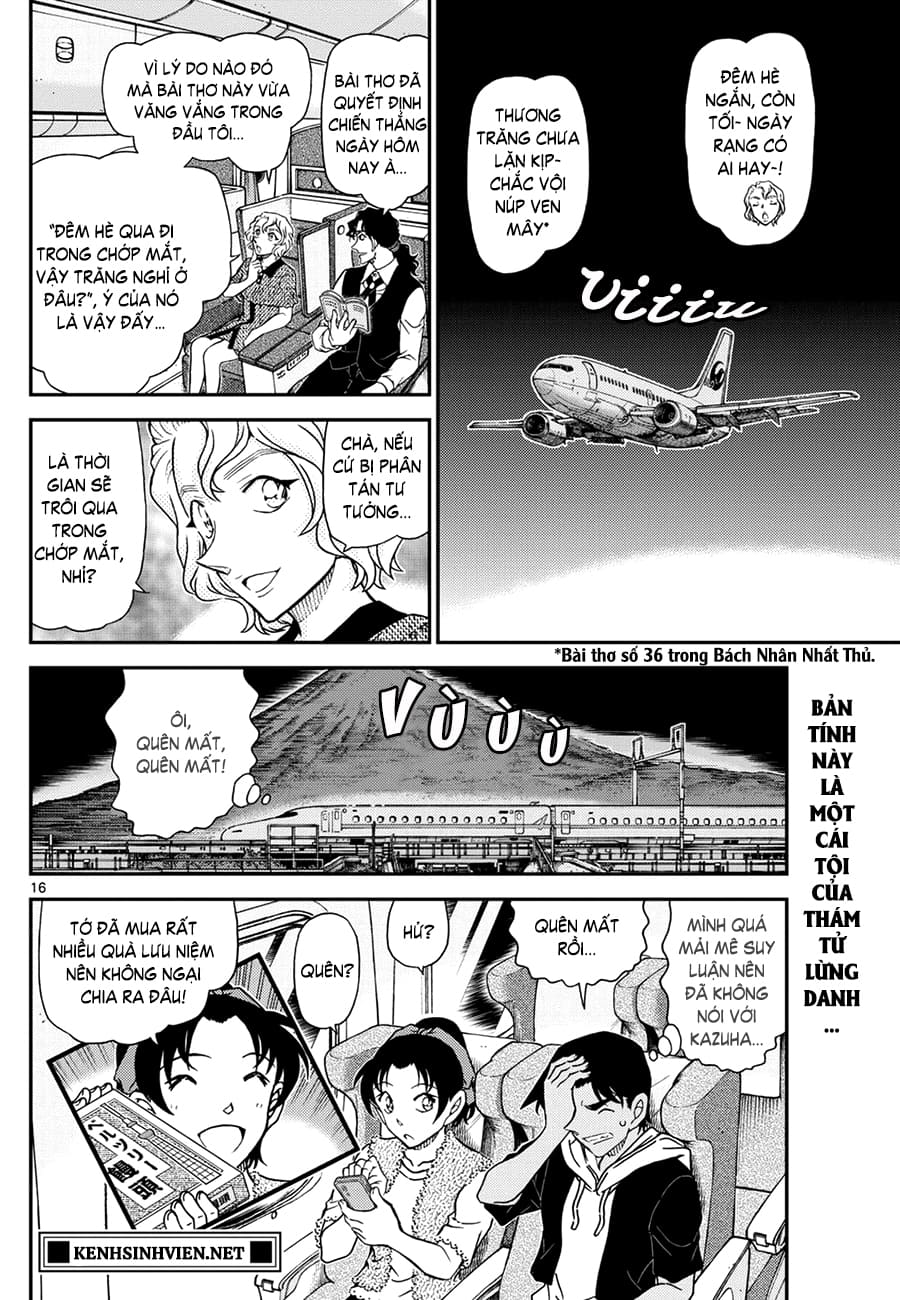 ĐÊM HÈ
NGẮN, CÒN
TỐI- NGÀY
RẠNG CÓ
AI HAY-!
THƯƠNG
TRĂNG CHƯA
LẶN KỊP-
CHẮC VỘI
NÚP VEN
MÂY*
Viiiu
*Bài thơ số 36 trong Bách Nhân Nhất Thủ.
BÀI THƠ ĐÃ
QUYẾT ĐỊNH
CHIẾN THẮNG
NGÀY HÔM
NAY À...
VÌ LÝ DO NÀO ĐÓ
MÀ BÀI THƠ NÀY VỪA
VĂNG VẲNG TRONG
ĐẦU TÔI...
"ĐÊM HÈ QUA ĐI
TRONG CHỚP MẮT,
VẬY TRĂNG NGHỈ Ở
ĐÂU?", Ý CỦA NÓ
LÀ VẬY ĐẤY...
CHÀ, NẾU
CỨ BỊ PHÂN
TÁN TƯ
TƯỞNG...
LÀ THỜI
GIAN SẼ
TRÔI QUA
TRONG
CHỚP MẮT,
NHỈ?
BẢN
TÍNH
NÀY
LÀ
MỘT
CÁI
TỘI
CỦA
THÁM
TỬ
LỪNG
DANH
...
VÙ Ù Ù
ÔI,
QUÊN MẤT,
QUÊN MẤT!
16
MÌNH QUÁ
MẢI MÊ SUY
LUẬN NÊN
ĐÃ KHÔNG
NÓI VỚI
KAZUHA...
QUÊN MẤT
RỒI...
HỬ?
QUÊN?
TỚ ĐÃ MUA RẤT
NHIỀU QUÀ LƯU NIỆM
NÊN KHÔNG NGẠI
CHIA RA ĐÂU!
KENHSINHVIEN.NET